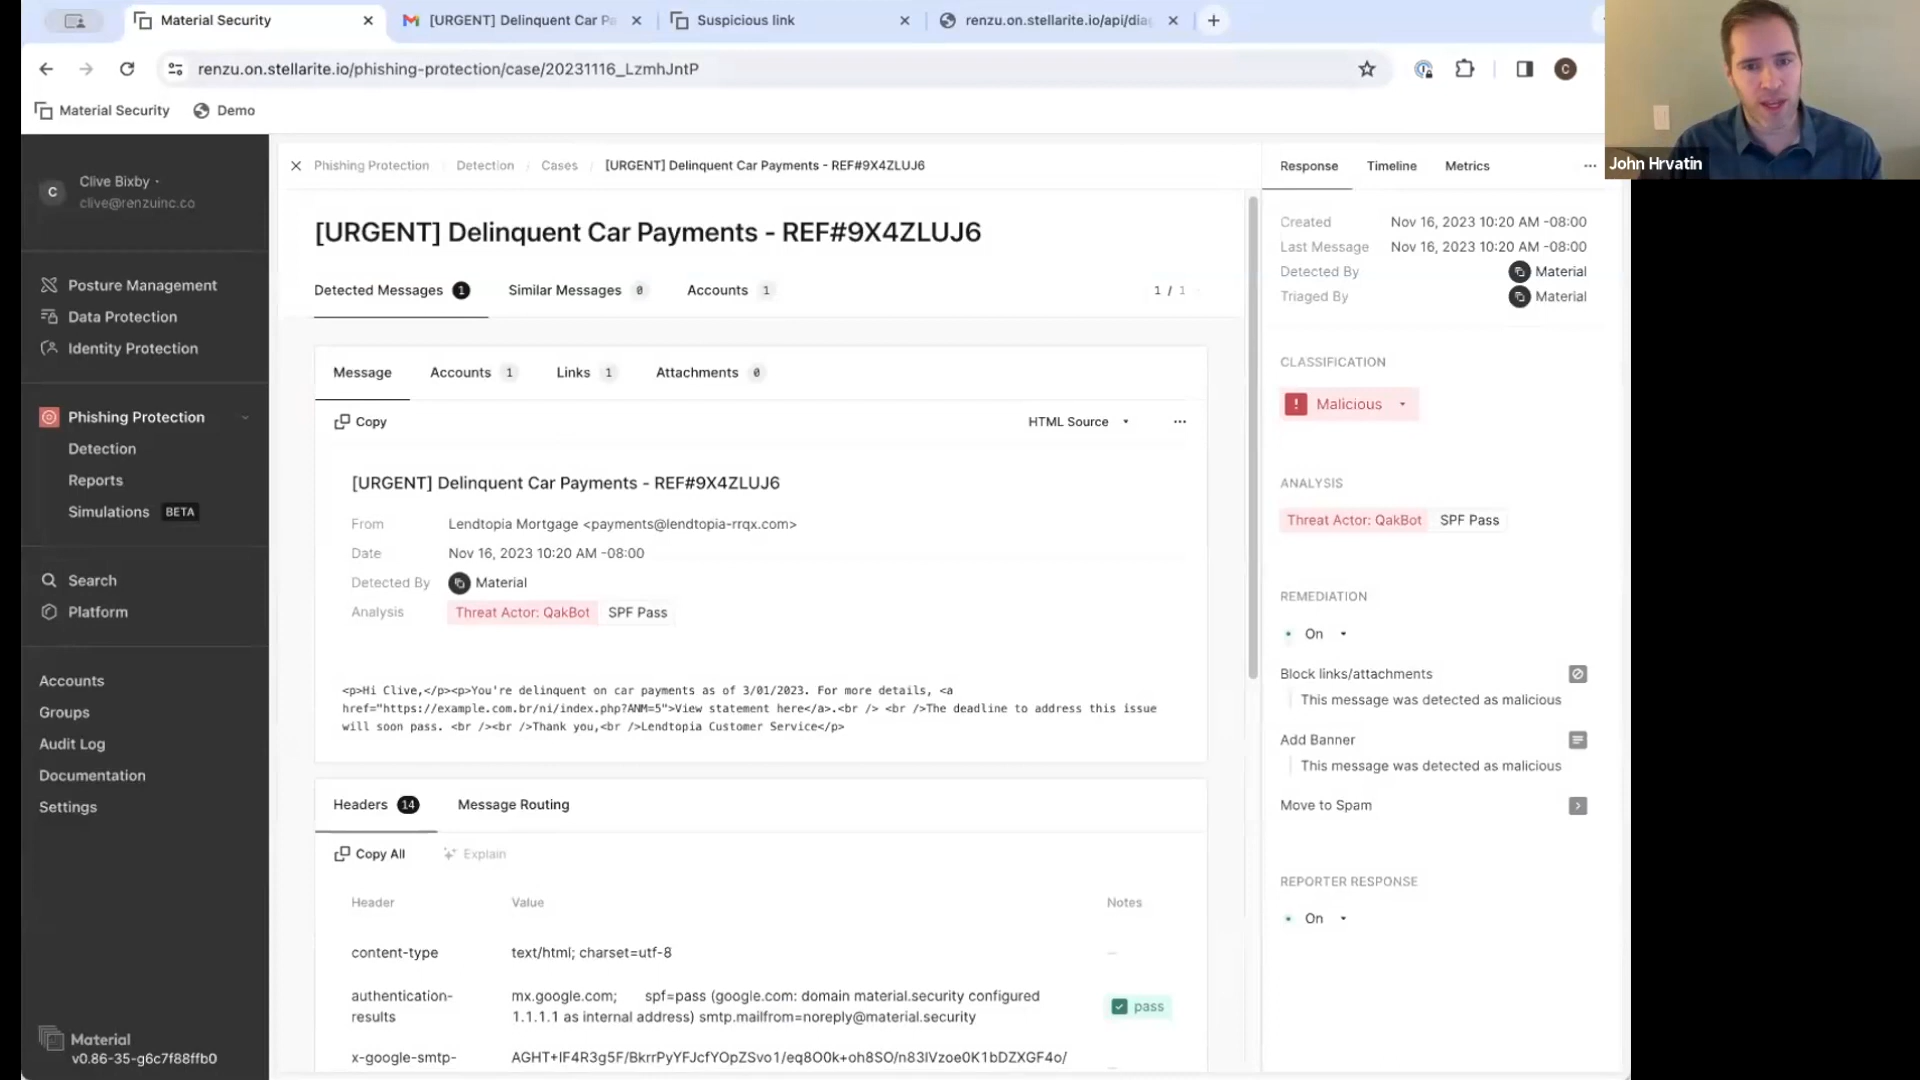 Material Security
[URGENT] Delinquent Car Pa
Suspicious link
renzu.on.stellarite.io/api/dia
renzu.on.stellarite.io/phishing-protection/case/20231116_LzmhJntP
C
Material Security
Demo
John Hrvatin
C
Clive Bixby
clive@renzuinc.co
Posture Management
Data Protection
Identity Protection
Phishing Protection
Detection
Reports
Simulations BETA
Search
Platform
Accounts
Groups
Audit Log
Documentation
Settings
Material
v0.86-35-g6c7f88ffb0
Phishing Protection / Detection / Cases / [URGENT] Delinquent Car Payments - REF#9X4ZLUJ6
[URGENT] Delinquent Car Payments - REF#9X4ZLUJ6
Detected Messages 1 Similar Messages 0 Accounts 1 1 / 1
Message Accounts 1 Links 1 Attachments 0
Copy HTML Source
[URGENT] Delinquent Car Payments - REF#9X4ZLUJ6
From Lendtopia Mortgage <payments@lendtopia-rrqx.com>
Date Nov 16, 2023 10:20 AM -08:00
Detected By Material
Analysis Threat Actor: QakBot SPF Pass
<p>Hi Clive,</p><p>You're delinquent on car payments as of 3/01/2023. For more details, <a
href="https://example.com.br/ni/index.php?ANM=5">View statement here</a>.<br /> <br />The deadline to address this issue
will soon pass. <br /><br />Thank you,<br />Lendtopia Customer Service</p>
Headers 14 Message Routing
Copy All Explain
Header Value Notes
content-type text/html; charset=utf-8 —
authentication- mx.google.com; spf=pass (google.com: domain material.security configured
results 1.1.1.1 as internal address) smtp.mailfrom=noreply@material.security pass
x-google-smtp- AGHT+IF4R3g5F/BkrrPyYFJcfYOpZSvo1/eq8O0k+oh8SO/n83lVzoe0K1bDZXGF4o/
Response Timeline Metrics
Created Nov 16, 2023 10:20 AM -08:00
Last Message Nov 16, 2023 10:20 AM -08:00
Detected By Material
Triaged By Material
CLASSIFICATION
! Malicious
ANALYSIS
Threat Actor: QakBot SPF Pass
REMEDIATION
On
Block links/attachments
This message was detected as malicious
Add Banner
This message was detected as malicious
Move to Spam
REPORTER RESPONSE
On